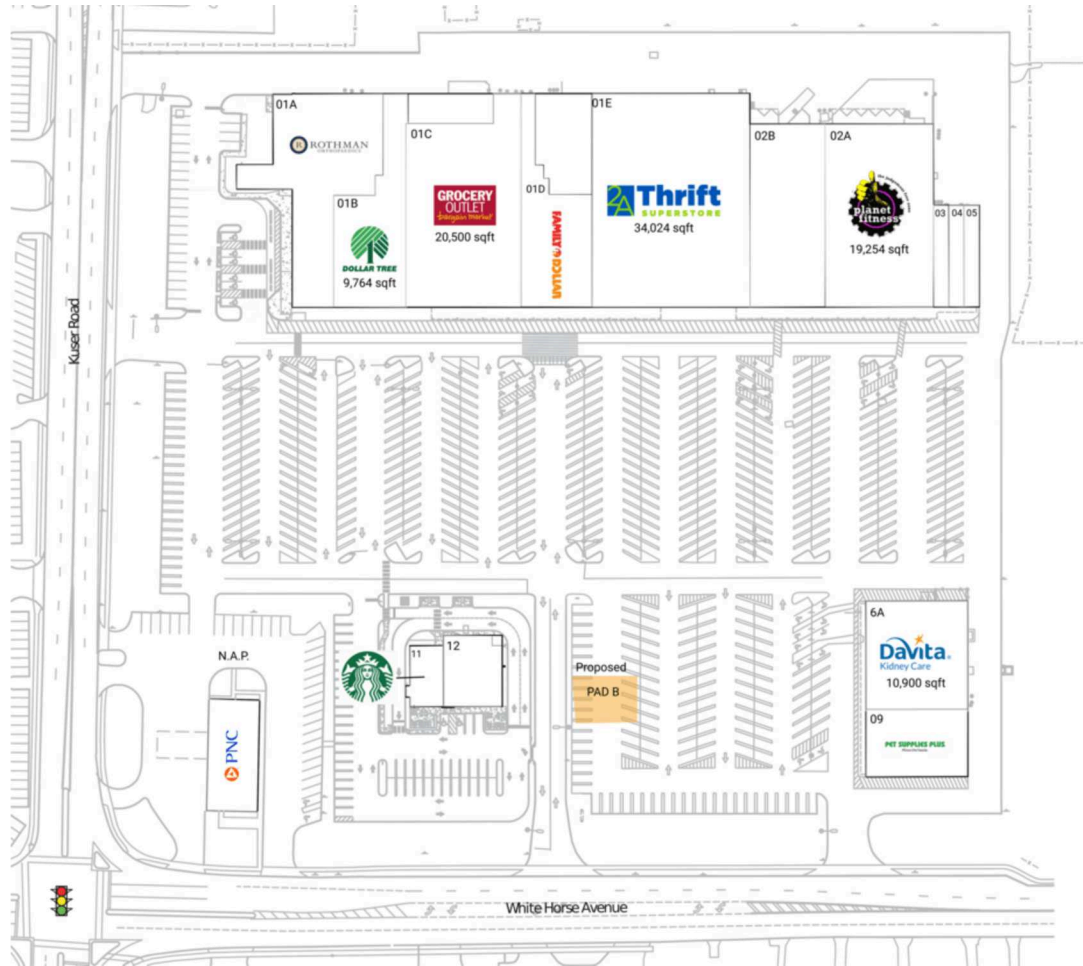 01A
01E
01C
02B
02A
ROTHMAN
ORTHOPAEDICS
01D
01B
GROCERY
OUTLET
bargain market
20,500 sqft
2A Thrift
SUPERSTORE
34,024 sqft
planet
fitness
19,254 sqft
03 04 05
DOLLAR TREE
9,764 sqft
FAMILY DOLLAR
Kuser Road
N.A.P.
11
12
6A
DaVita.
Kidney Care
10,900 sqft
Proposed
PAD B
PNC
09
PET SUPPLIES PLUS
White Horse Avenue